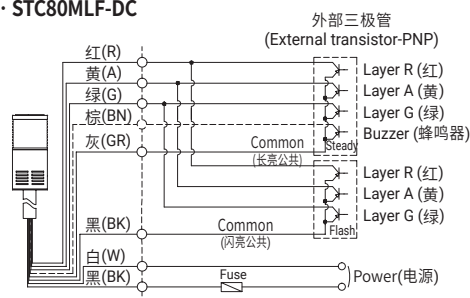 · STC80MLF-DC
外部三极管
(External transistor-PNP)
红(R)
黄(A)
绿(G)
棕(BN)
灰(GR)
Common
(长亮公共)
Steady
Layer R (红)
Layer A (黄)
Layer G (绿)
Buzzer (蜂鸣器)
Layer R (红)
Layer A (黄)
Layer G (绿)
Flash
黑(BK)
Common
(闪亮公共)
白(W)
黑(BK)
Fuse
Power(电源)